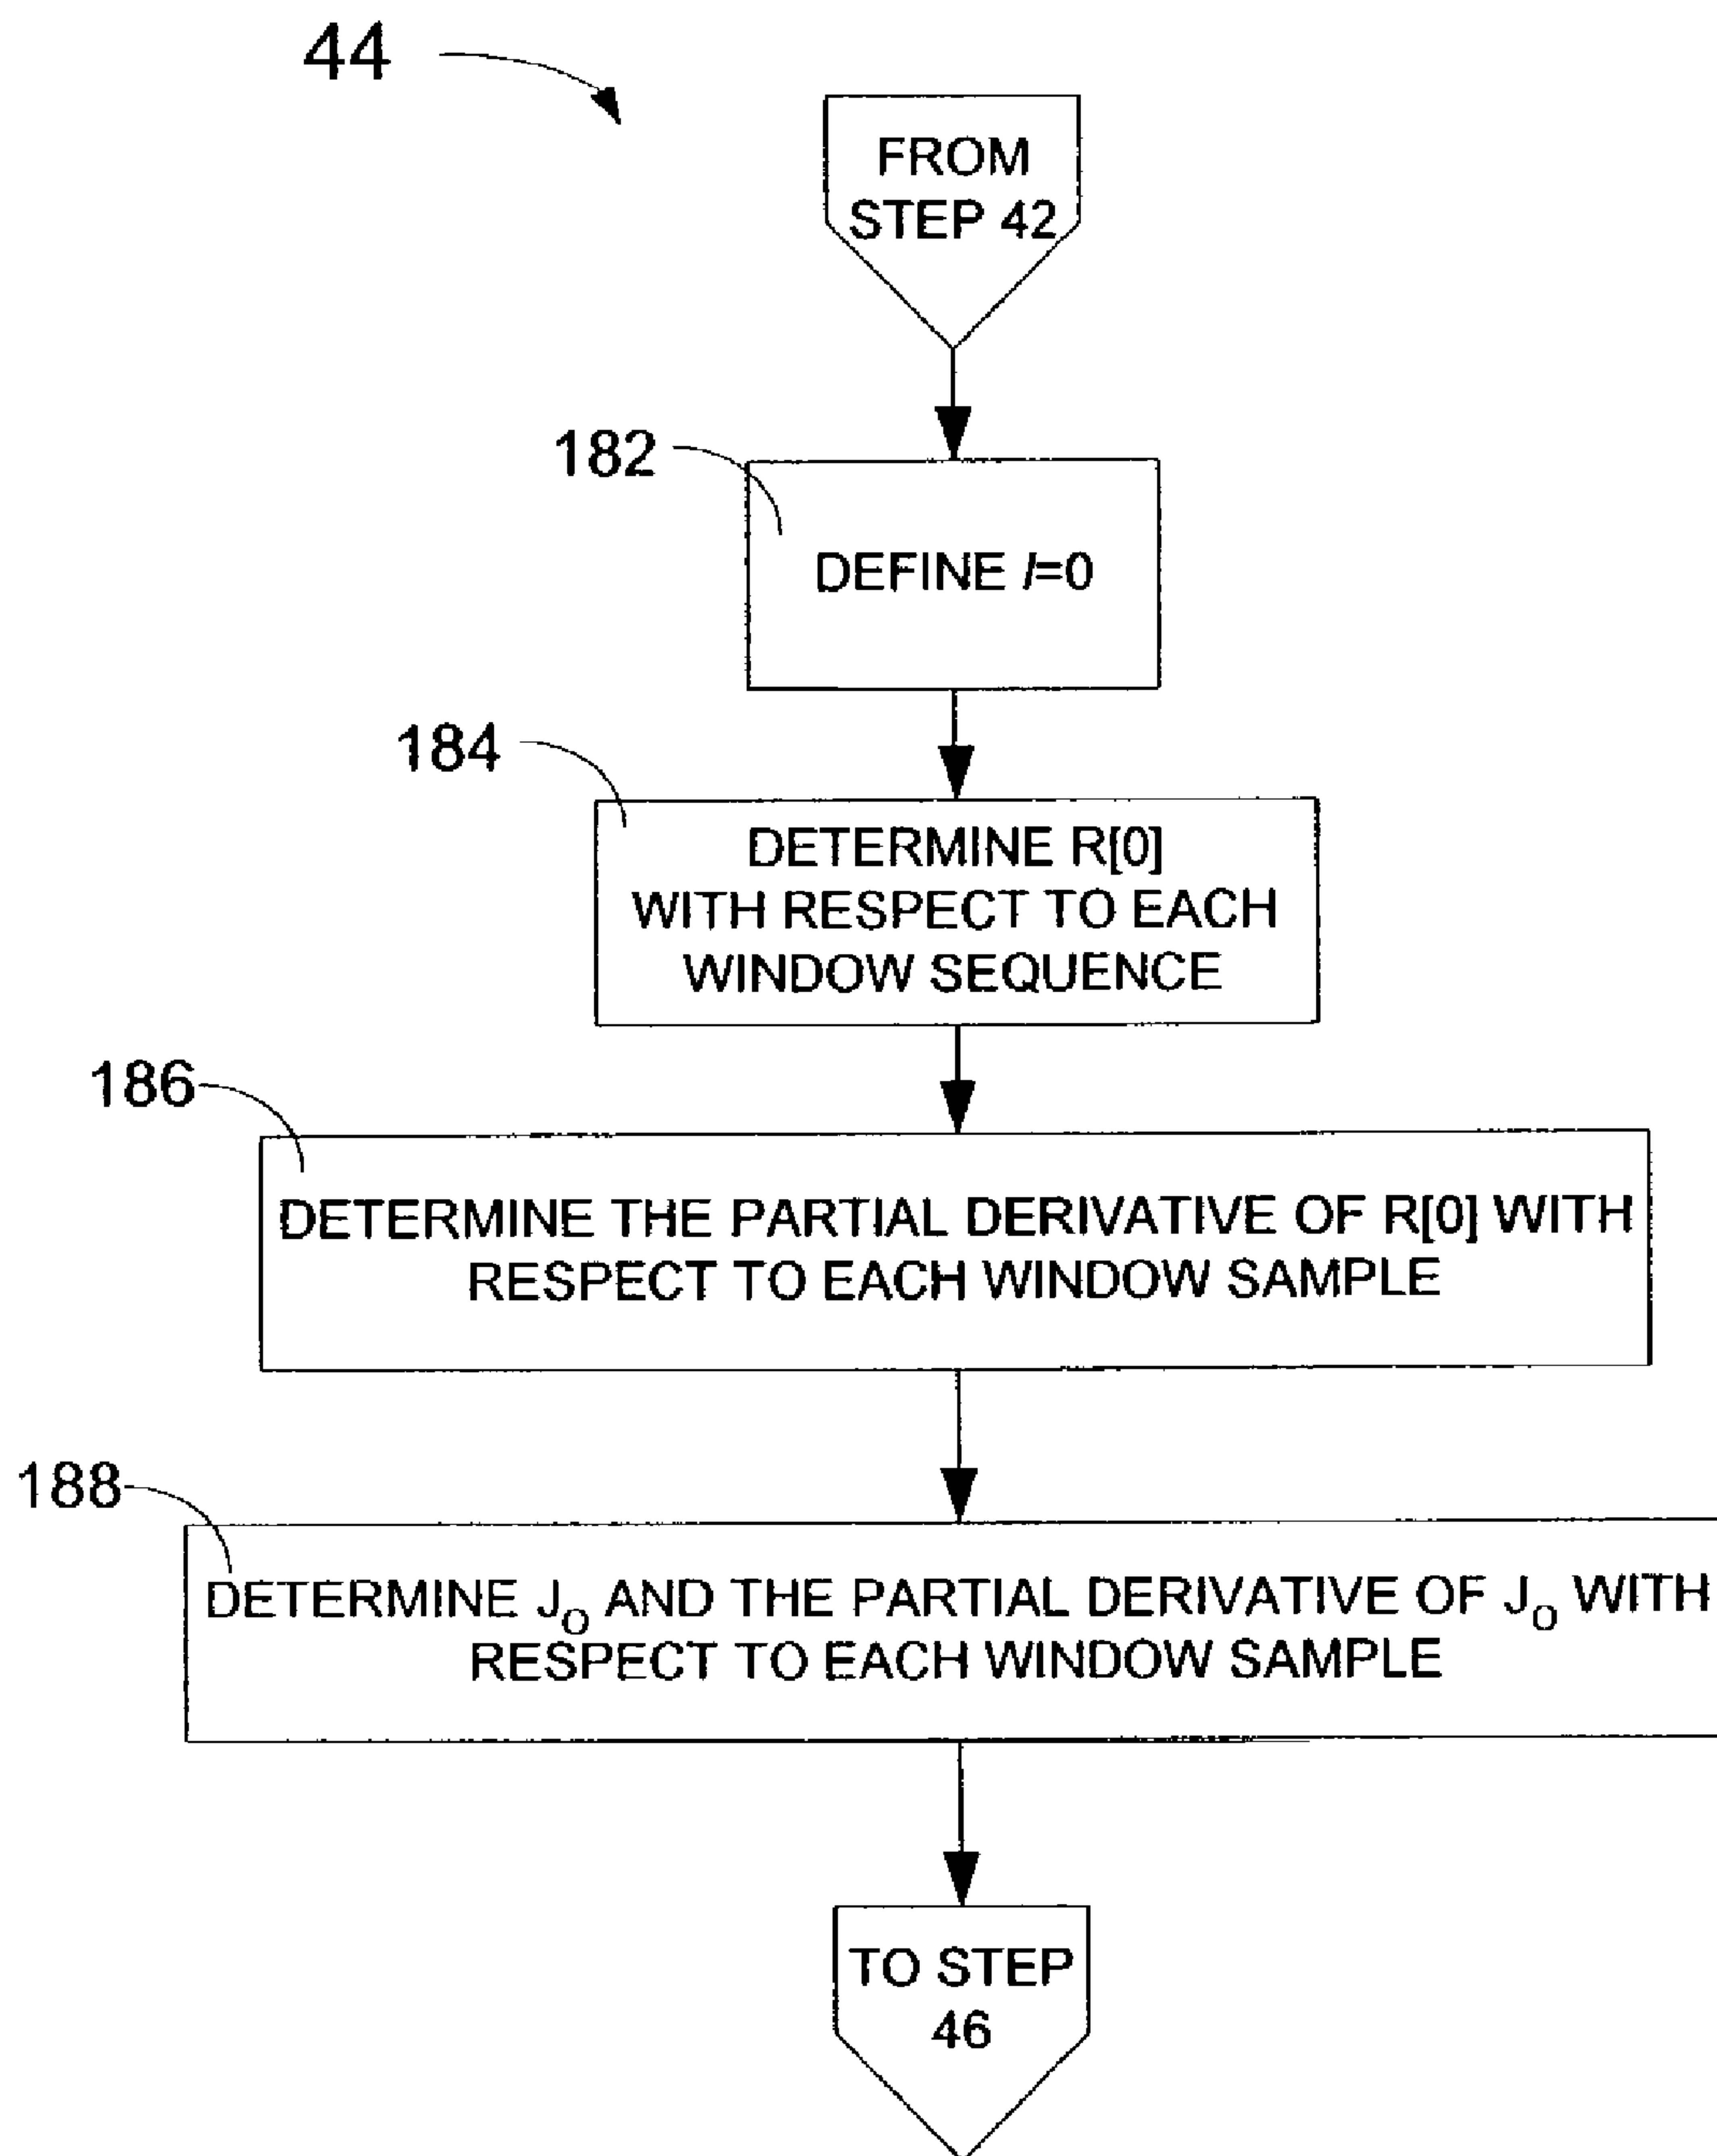 44
FROM
STEP 42
182
DEFINE l=0
184
DETERMINE R[0]
WITH RESPECT TO EACH
WINDOW SEQUENCE
186
DETERMINE THE PARTIAL DERIVATIVE OF R[0] WITH
RESPECT TO EACH WINDOW SAMPLE
188
DETERMINE J₀ AND THE PARTIAL DERIVATIVE OF J₀ WITH
RESPECT TO EACH WINDOW SAMPLE
TO STEP
46